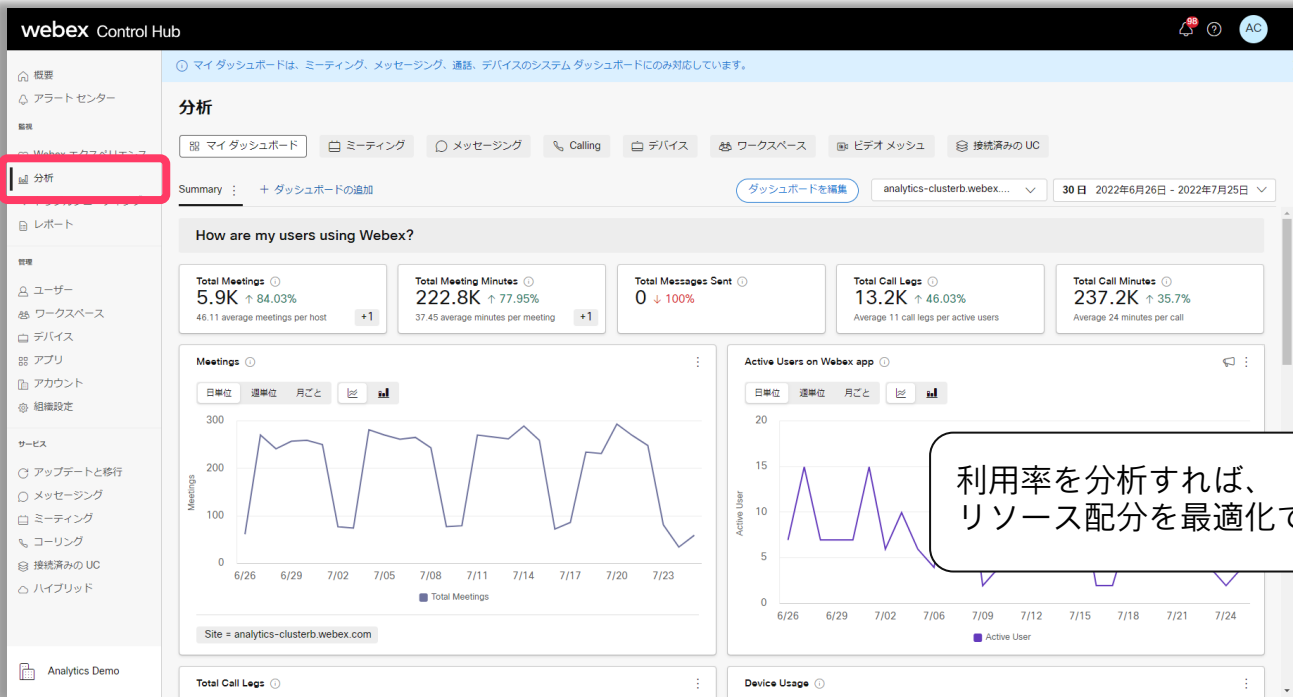 webex Control Hub
98
AC
概要
アラート センター
監視
分析
レポート
管理
ユーザー
ワークスペース
デバイス
アプリ
アカウント
組織設定
サービス
アップデートと移行
メッセージング
ミーティング
コーリング
接続済みの UC
ハイブリッド
Analytics Demo
マイ ダッシュボードは、ミーティング、メッセージング、通話、デバイスのシステム ダッシュボードにのみ対応しています。
分析
マイ ダッシュボード ミーティング メッセージング Calling デバイス ワークスペース ビデオ メッシュ 接続済みの UC
Summary + ダッシュボードの追加 ダッシュボードを編集 analytics-clusterb.webex.... 30 日 2022年6月26日 - 2022年7月25日
How are my users using Webex?
Total Meetings
5.9K ↑ 84.03%
46.11 average meetings per host +1
Total Meeting Minutes
222.8K ↑ 77.95%
37.45 average minutes per meeting +1
Total Messages Sent
0 ↓ 100%
Total Call Legs
13.2K ↑ 46.03%
Average 11 call legs per active users
Total Call Minutes
237.2K ↑ 35.7%
Average 24 minutes per call
Meetings
日単位 週単位 月ごと
300
200
100
0
Meetings
6/26 6/29 7/02 7/05 7/08 7/11 7/14 7/17 7/20 7/23
Total Meetings
Site = analytics-clusterb.webex.com
Active Users on Webex app
日単位 週単位 月ごと
20
15
10
5
0
Active User
6/26 6/29 7/02 7/06 7/09 7/12 7/15 7/18 7/21 7/24
Active User
利用率を分析すれば、
リソース配分を最適化で
Total Call Legs
Device Usage